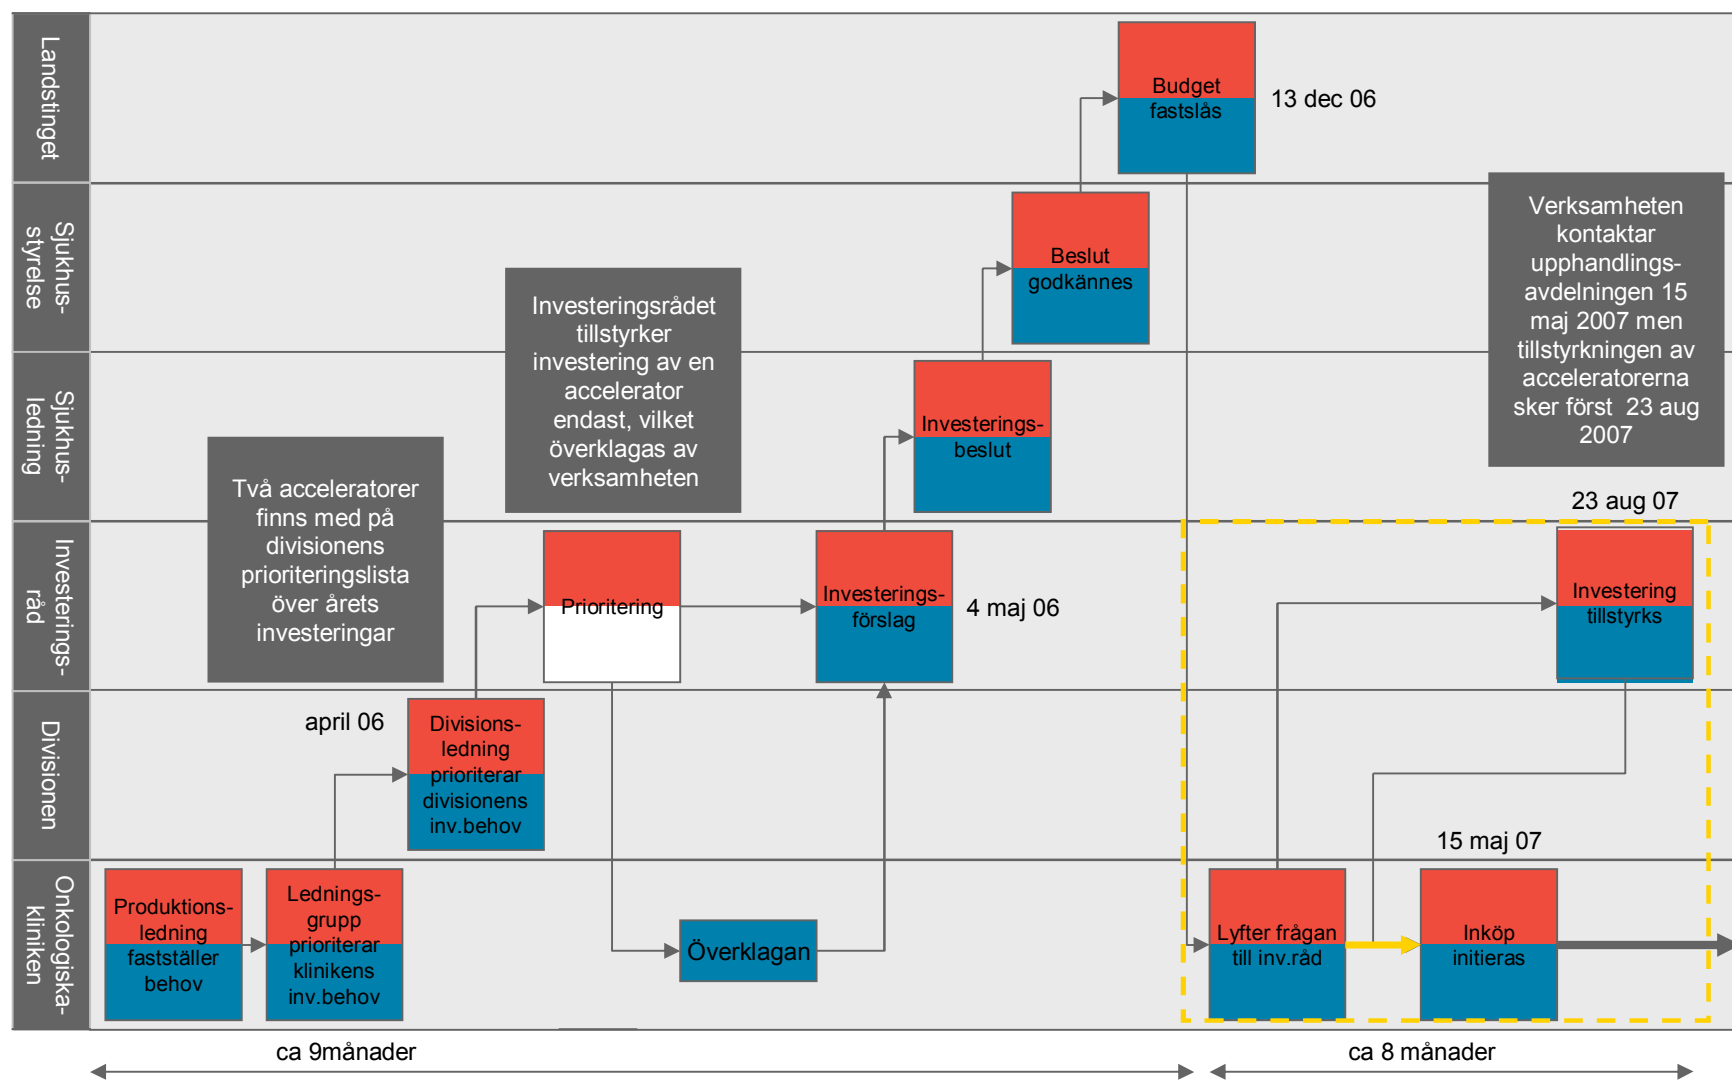 Landstinget
Budget
fastslås
13 dec 06
Sjukhus-
styrelse
Beslut
godkännes
Verksamheten
kontaktar
upphandlings-
avdelningen 15
maj 2007 men
tillstyrkningen av
acceleratorerna
sker först 23 aug
2007
Sjukhus-
ledning
Investeringsrådet
tillstyrker
investering av en
accelerator
endast, vilket
överklagas av
verksamheten
Investerings-
beslut
Två acceleratorer
finns med på
divisionens
prioriteringslista
över årets
investeringar
Investerings-
råd
Prioritering
Investerings-
förslag
4 maj 06
23 aug 07
Investering
tillstyrks
Divisionen
april 06
Divisions-
ledning
prioriterar
divisionens
inv.behov
Onkologiska-
kliniken
Produktions-
ledning
fastställer
behov
Lednings-
grupp
prioriterar
klinikens
inv.behov
Överklagan
Lyfter frågan
till inv.råd
15 maj 07
Inköp
initieras
ca 9månader
ca 8 månader